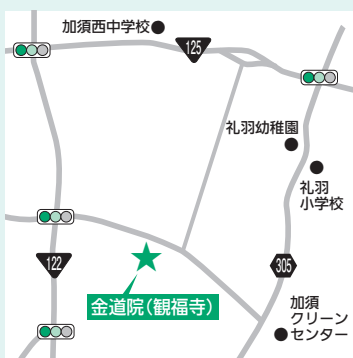 加須西中学校
125
礼羽幼稚園
礼羽
小学校
122
305
金道院(観福寺)
加須
クリーン
センター